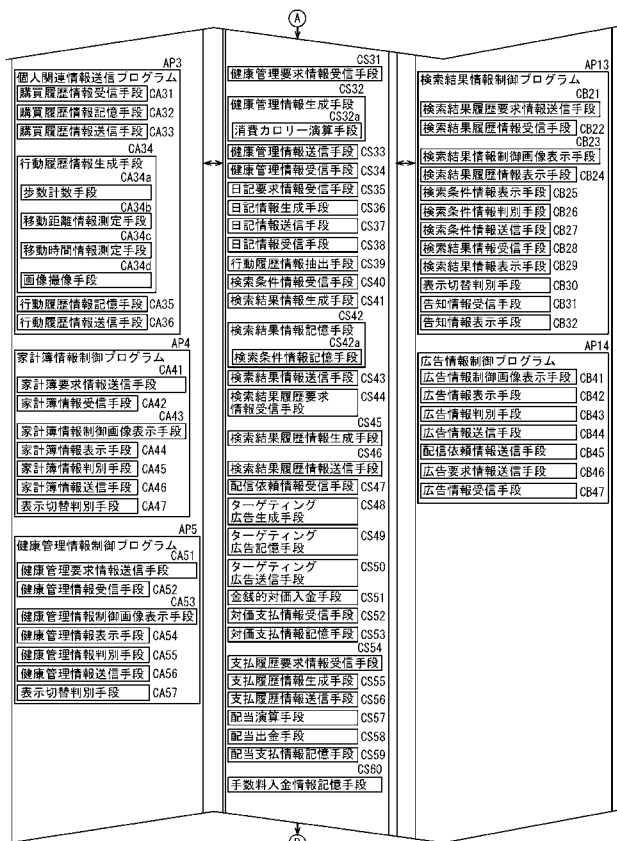 A
AP3
個人関連情報送信プログラム
購買履歴情報受信手段 CA31
購買履歴情報記憶手段 CA32
購買履歴情報送信手段 CA33
CA34
行動履歴情報生成手段
CA34a
歩数計数手段
CA34b
移動距離情報測定手段
CA34c
移動時間情報測定手段
CA34d
画像撮像手段
行動履歴情報記憶手段 CA35
行動履歴情報送信手段 CA36
AP4
家計簿情報制御プログラム
CA41
家計簿要求情報送信手段
家計簿情報受信手段 CA42
CA43
家計簿情報制御画像表示手段
家計簿情報表示手段 CA44
家計簿情報判別手段 CA45
家計簿情報送信手段 CA46
表示切替判別手段 CA47
AP5
健康管理情報制御プログラム
CA51
健康管理要求情報送信手段
健康管理情報受信手段 CA52
CA53
健康管理情報制御画像表示手段
健康管理情報表示手段 CA54
健康管理情報判別手段 CA55
健康管理情報送信手段 CA56
表示切替判別手段 CA57
CS31
健康管理要求情報受信手段
CS32
健康管理情報生成手段
CS32a
消費カロリー演算手段
健康管理情報送信手段 CS33
健康管理情報受信手段 CS34
日記要求情報受信手段 CS35
日記情報生成手段 CS36
日記情報送信手段 CS37
日記情報受信手段 CS38
行動履歴情報抽出手段 CS39
検索条件情報受信手段 CS40
検索結果情報生成手段 CS41
CS42
検索結果情報記憶手段
CS42a
検索条件情報記憶手段
検索結果情報送信手段 CS43
検索結果履歴要求
情報受信手段 CS44
CS45
検索結果履歴情報生成手段
CS46
検索結果履歴情報送信手段
配信依頼情報受信手段 CS47
ターゲティング
広告生成手段 CS48
ターゲティング
広告記憶手段 CS49
ターゲティング
広告送信手段 CS50
金銭的対価入金手段 CS51
対価支払情報受信手段 CS52
対価支払情報記憶手段 CS53
CS54
支払履歴要求情報受信手段
支払履歴情報生成手段 CS55
支払履歴情報送信手段 CS56
配当演算手段 CS57
配当出金手段 CS58
配当支払情報記憶手段 CS59
CS60
手数料入金情報記憶手段
AP13
検索結果情報制御プログラム
CB21
検索結果履歴要求情報送信手段
検索結果履歴情報受信手段 CB22
CB23
検索結果情報制御画像表示手段
検索結果履歴情報表示手段 CB24
検索条件情報表示手段 CB25
検索条件情報判別手段 CB26
検索条件情報送信手段 CB27
検索結果情報受信手段 CB28
検索結果情報表示手段 CB29
表示切替判別手段 CB30
告知情報受信手段 CB31
告知情報表示手段 CB32
AP14
広告情報制御プログラム
広告情報制御画像表示手段 CB41
広告情報表示手段 CB42
広告情報判別手段 CB43
広告情報送信手段 CB44
配信依頼情報送信手段 CB45
広告要求情報送信手段 CB46
広告情報受信手段 CB47